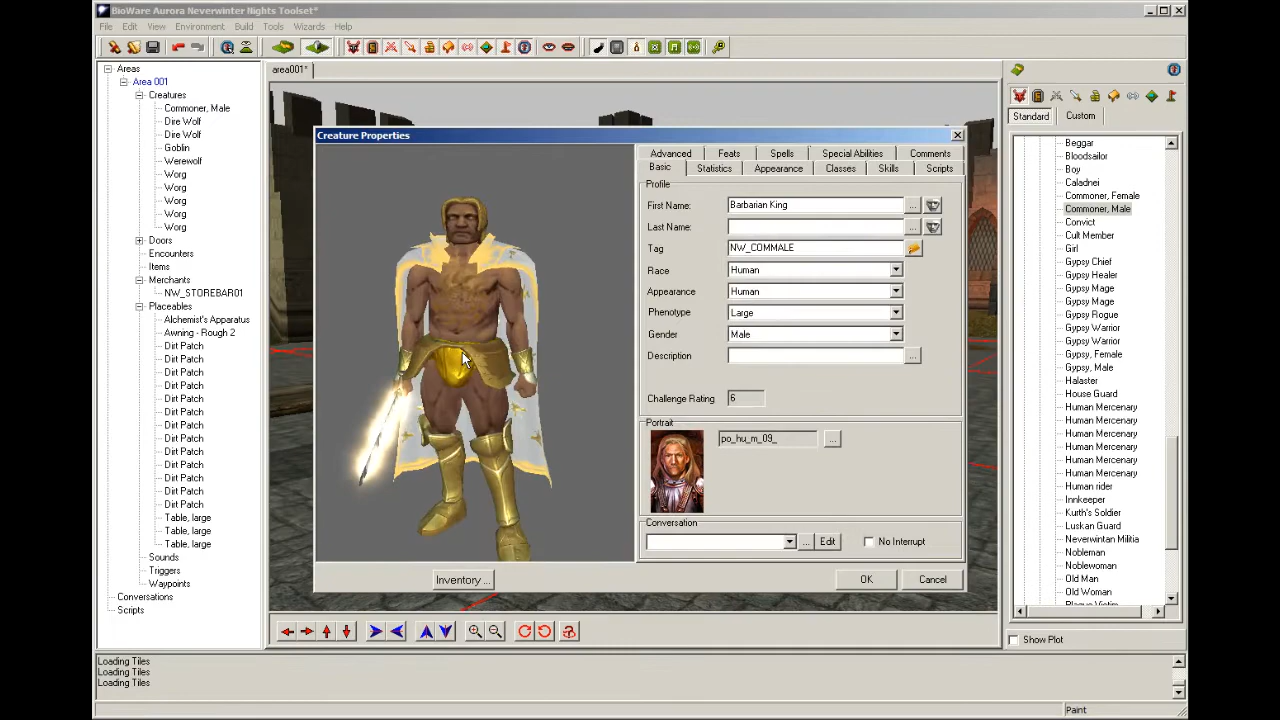 BioWare Aurora Neverwinter Nights Toolset*
File Edit View Environment Build Tools Wizards Help
Areas
Area 001
Creatures
Commoner, Male
Dire Wolf
Dire Wolf
Goblin
Werewolf
Worg
Worg
Worg
Worg
Worg
Doors
Encounters
Items
Merchants
NW_STOREBAR01
Placeables
Alchemist's Apparatus
Awning - Rough 2
Dirt Patch
Dirt Patch
Dirt Patch
Dirt Patch
Dirt Patch
Dirt Patch
Dirt Patch
Dirt Patch
Dirt Patch
Dirt Patch
Dirt Patch
Dirt Patch
Dirt Patch
Table, large
Table, large
Table, large
Sounds
Triggers
Waypoints
Conversations
Scripts
area001*
Creature Properties
Advanced Feats Spells Special Abilities Comments
Basic Statistics Appearance Classes Skills Scripts
Profile
First Name: Barbarian King ...
Last Name: ...
Tag NW_COMMALE
Race Human
Appearance Human
Phenotype Large
Gender Male
Description ...
Challenge Rating 6
Portrait
po_hu_m_09_ ...
Conversation
... Edit No Interrupt
Inventory ... OK Cancel
Standard Custom
Beggar
Bloodsailor
Boy
Caladnei
Commoner, Female
Commoner, Male
Convict
Cult Member
Girl
Gypsy Chief
Gypsy Healer
Gypsy Mage
Gypsy Mage
Gypsy Rogue
Gypsy Warrior
Gypsy Warrior
Gypsy, Female
Gypsy, Male
Halaster
House Guard
Human Mercenary
Human Mercenary
Human Mercenary
Human Mercenary
Human Mercenary
Human Mercenary
Human rider
Innkeeper
Kurth's Soldier
Luskan Guard
Neverwintan Militia
Nobleman
Noblewoman
Old Man
Old Woman
Plague Victim
Show Plot
Loading Tiles
Loading Tiles
Loading Tiles
Paint